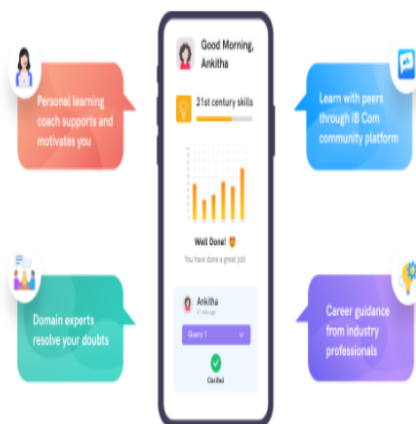 Good Morning,
Ankitha
21st century skills
Well Done!
You have done a great job!
Ankitha
Query 1
Clarified
Personal learning
coach supports and
motivates you
Learn with peers
through iB Com
community platform
Domain experts
resolve your doubts
Career guidance
from industry
professionals